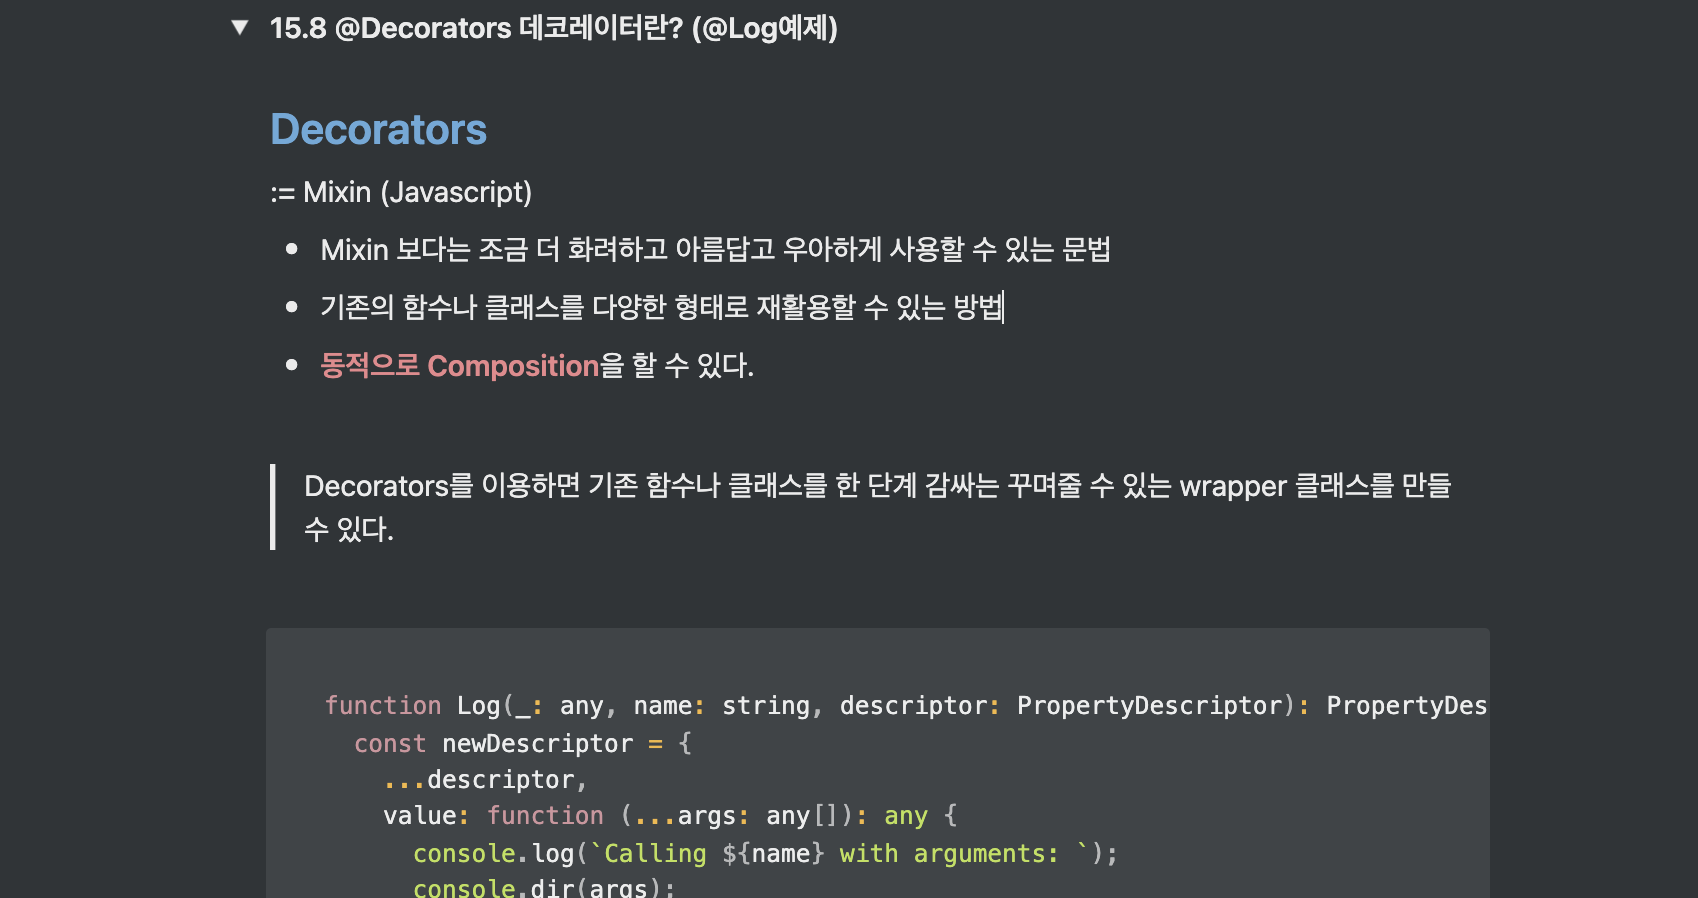 ▼ 15.8 @Decorators 데코레이터란? (@Log예제)
Decorators
:= Mixin (Javascript)
• Mixin 보다는 조금 더 화려하고 아름답고 우아하게 사용할 수 있는 문법
• 기존의 함수나 클래스를 다양한 형태로 재활용할 수 있는 방법
• 동적으로 Composition을 할 수 있다.
Decorators를 이용하면 기존 함수나 클래스를 한 단계 감싸는 꾸며줄 수 있는 wrapper 클래스를 만들
수 있다.
function Log(_: any, name: string, descriptor: PropertyDescriptor): PropertyDes
const newDescriptor = {
...descriptor,
value: function (...args: any[]): any {
console.log(`Calling ${name} with arguments: `);
console.dir(args);